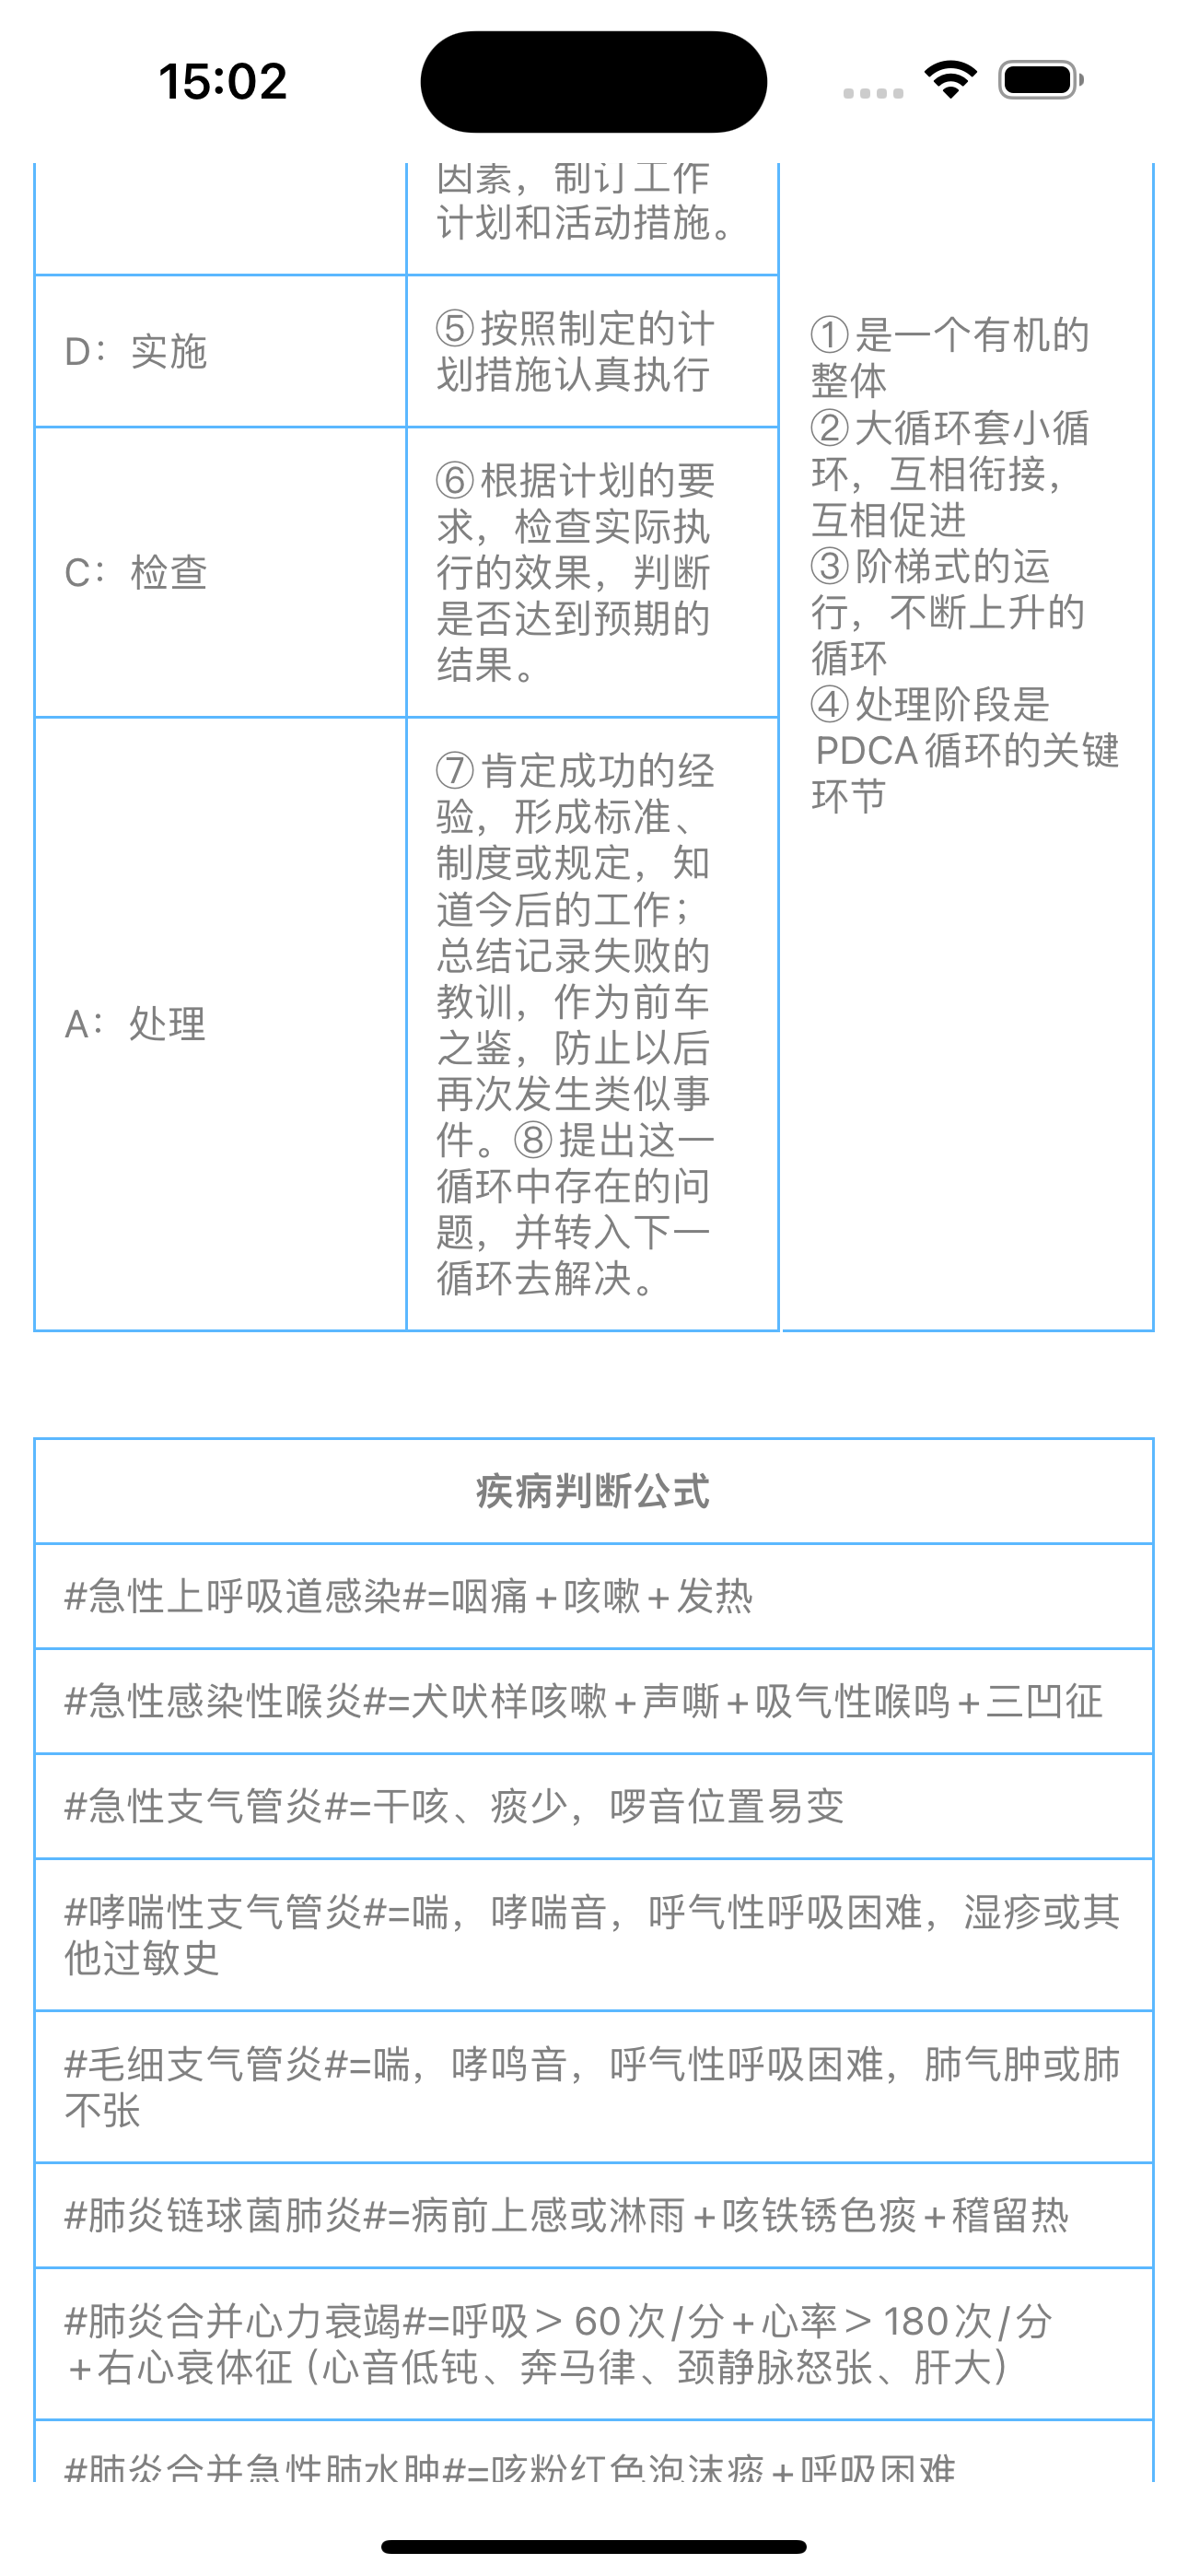 15:02
因素，制订工作
计划和活动措施。
D：实施
⑤按照制定的计
划措施认真执行
C：检查
⑥根据计划的要
求，检查实际执
行的效果，判断
是否达到预期的
结果。
A：处理
⑦肯定成功的经
验，形成标准、
制度或规定，知
道今后的工作；
总结记录失败的
教训，作为前车
之鉴，防止以后
再次发生类似事
件。⑧提出这一
循环中存在的问
题，并转入下一
循环去解决。
①是一个有机的
整体
②大循环套小循
环，互相衔接，
互相促进
③阶梯式的运
行，不断上升的
循环
④处理阶段是
PDCA循环的关键
环节
疾病判断公式
#急性上呼吸道感染#=咽痛+咳嗽+发热
#急性感染性喉炎#=犬吠样咳嗽+声嘶+吸气性喉鸣+三凹征
#急性支气管炎#=干咳、痰少，啰音位置易变
#哮喘性支气管炎#=喘，哮喘音，呼气性呼吸困难，湿疹或其
他过敏史
#毛细支气管炎#=喘，哮鸣音，呼气性呼吸困难，肺气肿或肺
不张
#肺炎链球菌肺炎#=病前上感或淋雨+咳铁锈色痰+稽留热
#肺炎合并心力衰竭#=呼吸＞60次/分+心率＞180次/分
+右心衰体征（心音低钝、奔马律、颈静脉怒张、肝大）
#肺炎合并急性肺水肿#=咳粉红色泡沫痰+呼吸困难